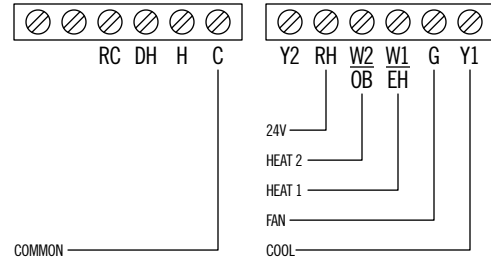 RC DH H C
Y2 RH W2 W1 G Y1
OB EH
24V
HEAT 2
HEAT 1
FAN
COMMON
COOL